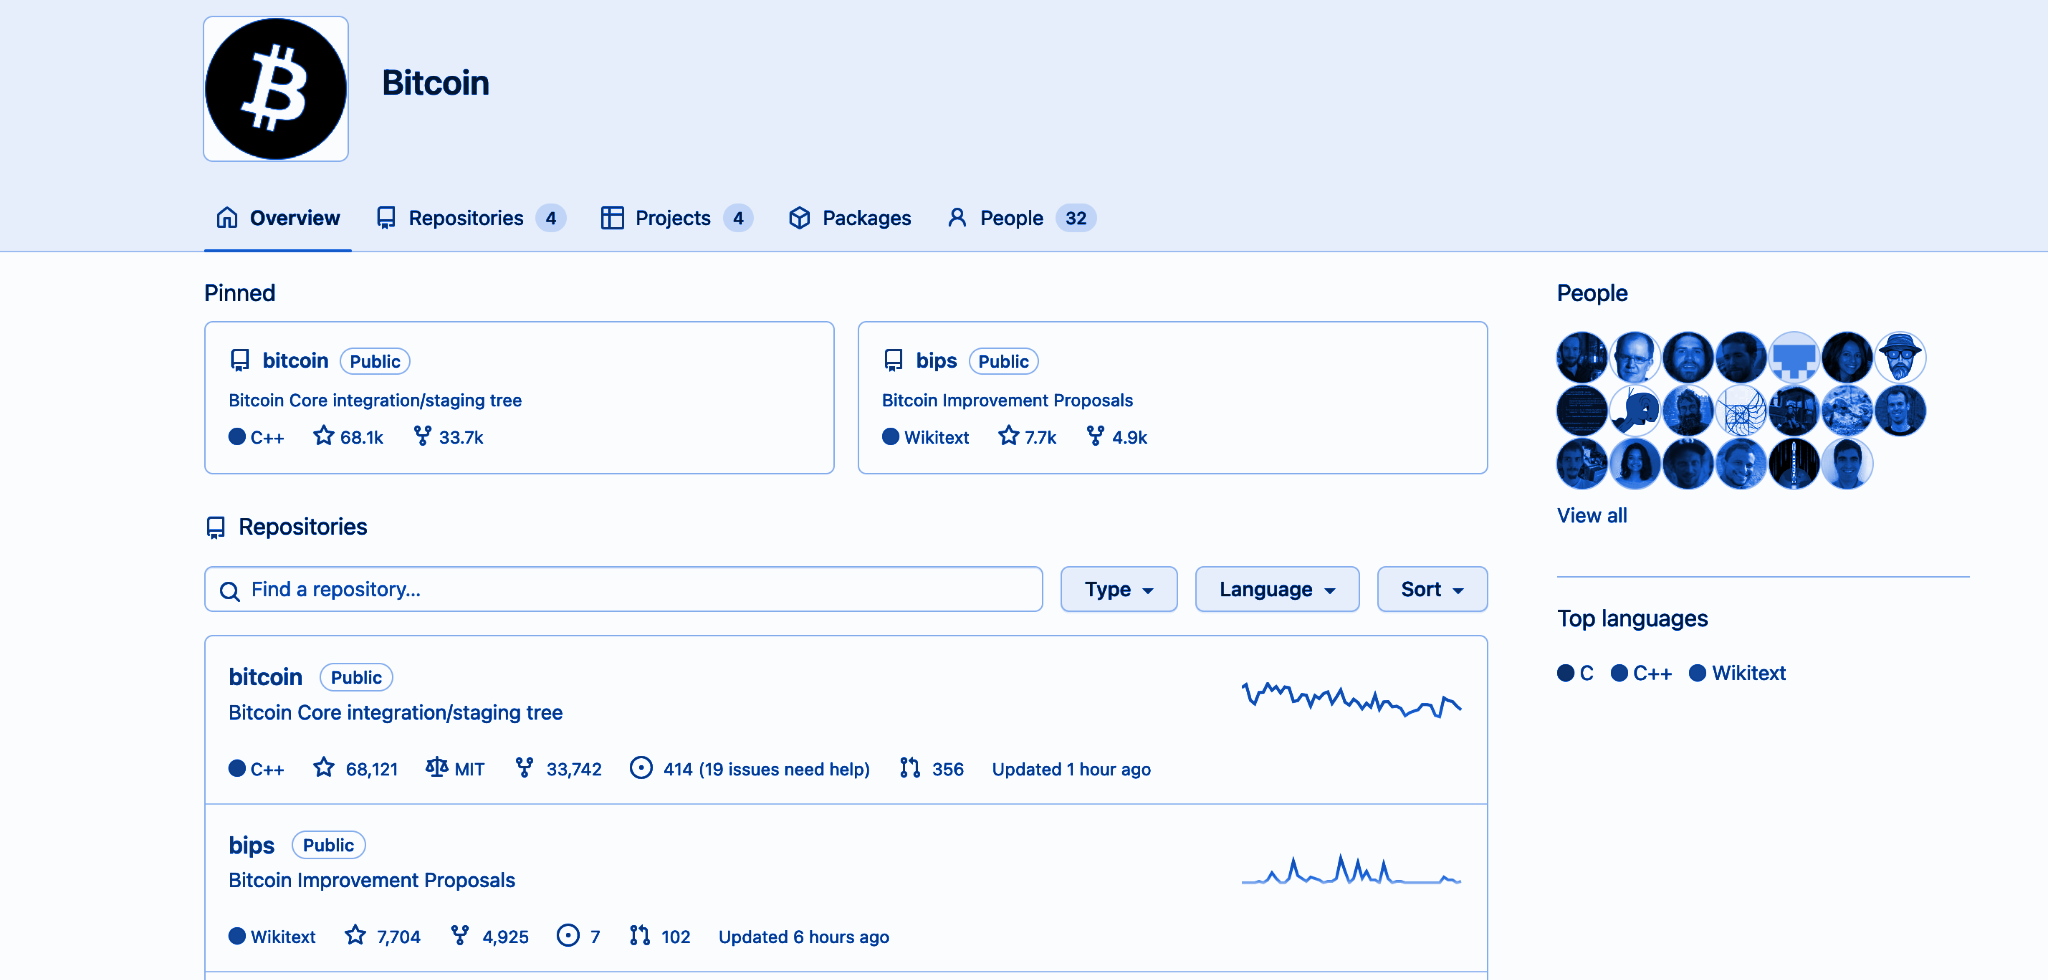 Bitcoin
Overview Repositories 4 Projects 4 Packages People 32
Pinned
bitcoin Public
Bitcoin Core integration/staging tree
C++ 68.1k 33.7k
bips Public
Bitcoin Improvement Proposals
Wikitext 7.7k 4.9k
Repositories
Find a repository...
Type Language Sort
bitcoin Public
Bitcoin Core integration/staging tree
C++ 68,121 MIT 33,742 414 (19 issues need help) 356 Updated 1 hour ago
bips Public
Bitcoin Improvement Proposals
Wikitext 7,704 4,925 7 102 Updated 6 hours ago
People
View all
Top languages
C C++ Wikitext